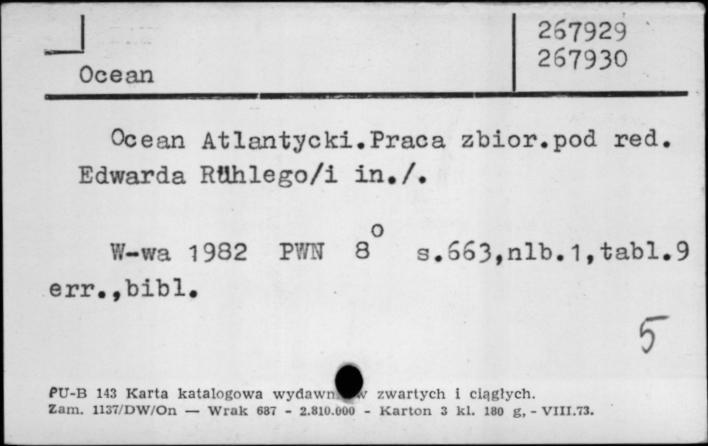 267929
267930
Ocean
Ocean Atlantycki.Praca zbior.pod red.
Edwarda Rühlego/i in./.
W-wa 1982 PWN 8° s.663,nlb.1,tabl.9
err.,bibl.
5
PU-B 143 Karta katalogowa zwartych i ciągłych.
Zam. 1137/DW/On — Wrak 687 - 2.810.000 - Karton 3 kl. 180 g, - VIII.73.